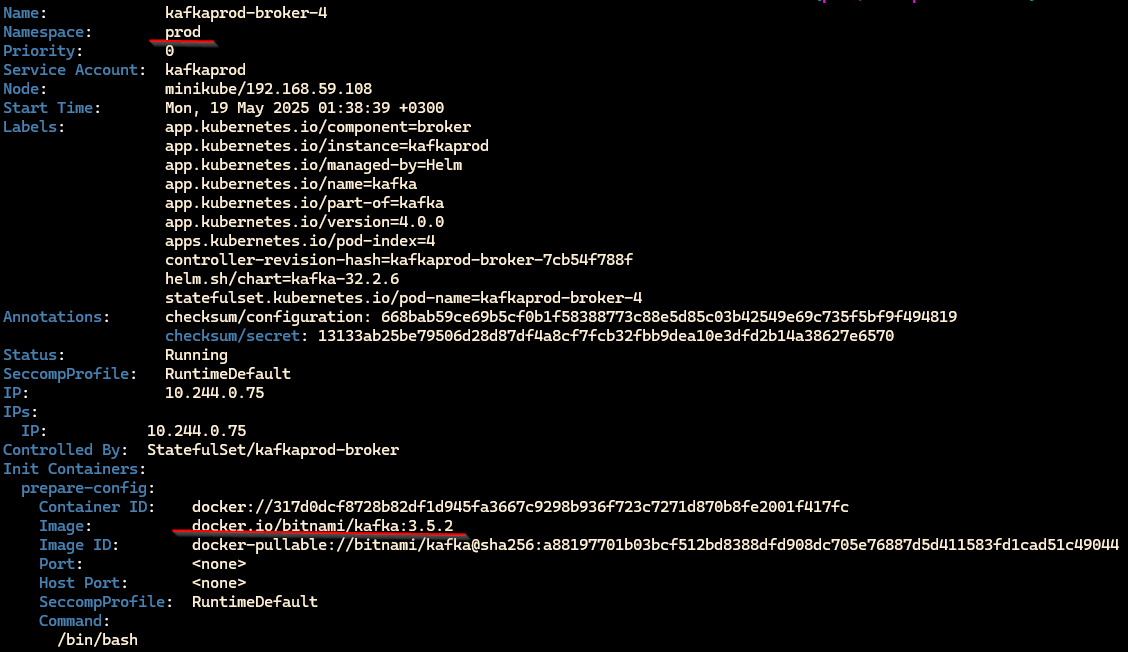 Name: kafkaprod-broker-4
Namespace: prod
Priority: 0
Service Account: kafkaprod
Node: minikube/192.168.59.108
Start Time: Mon, 19 May 2025 01:38:39 +0300
Labels: app.kubernetes.io/component=broker
app.kubernetes.io/instance=kafkaprod
app.kubernetes.io/managed-by=Helm
app.kubernetes.io/name=kafka
app.kubernetes.io/part-of=kafka
app.kubernetes.io/version=4.0.0
apps.kubernetes.io/pod-index=4
controller-revision-hash=kafkaprod-broker-7cb54f788f
helm.sh/chart=kafka-32.2.6
statefulset.kubernetes.io/pod-name=kafkaprod-broker-4
Annotations: checksum/configuration: 668bab59ce69b5cf0b1f58388773c88e5d85c03b42549e69c735f5bf9f494819
checksum/secret: 13133ab25be79506d28d87df4a8cf7fcb32fbb9dea10e3dfd2b14a38627e6570
Status: Running
SeccompProfile: RuntimeDefault
IP: 10.244.0.75
IPs:
IP: 10.244.0.75
Controlled By: StatefulSet/kafkaprod-broker
Init Containers:
prepare-config:
Container ID: docker://317d0dcf8728b82df1d945fa3667c9298b936f723c7271d870b8fe2001f417fc
Image: docker.io/bitnami/kafka:3.5.2
Image ID: docker-pullable://bitnami/kafka@sha256:a88197701b03bcf512bd8388dfd908dc705e76887d5d411583fd1cad51c49044
Port: <none>
Host Port: <none>
SeccompProfile: RuntimeDefault
Command:
/bin/bash